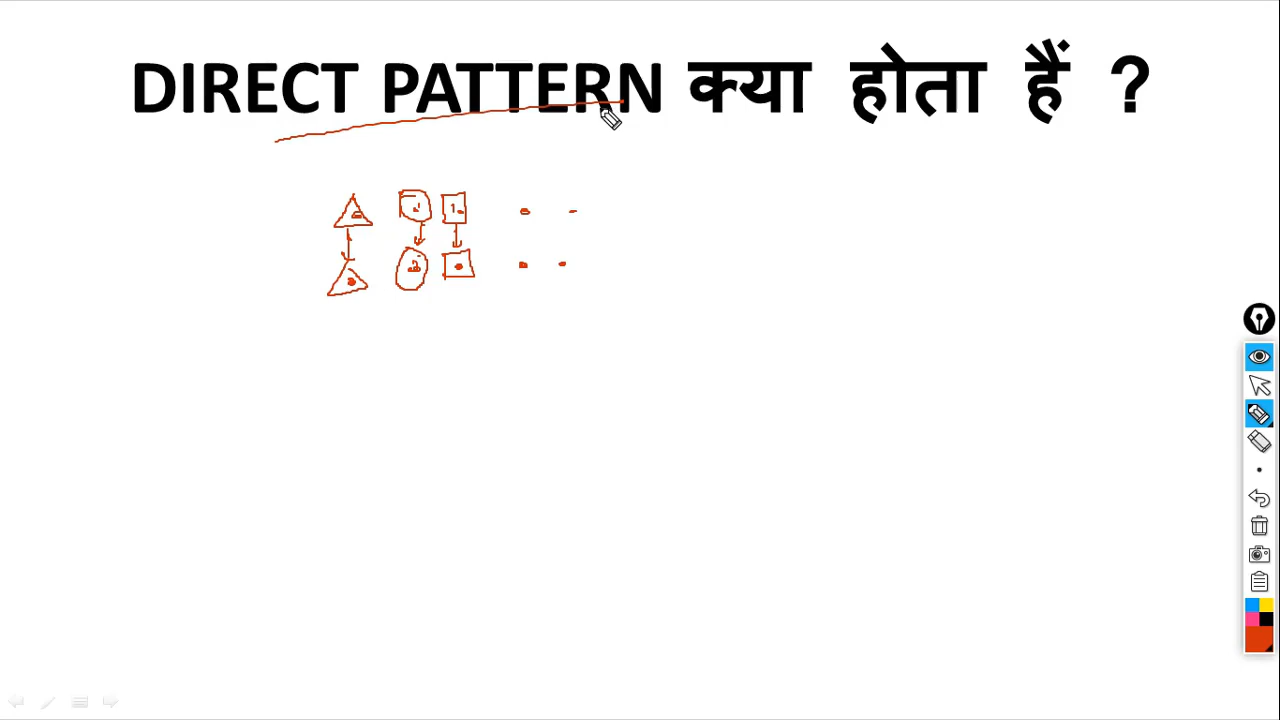 DIRECT PATTERN क्या होता हैं ?